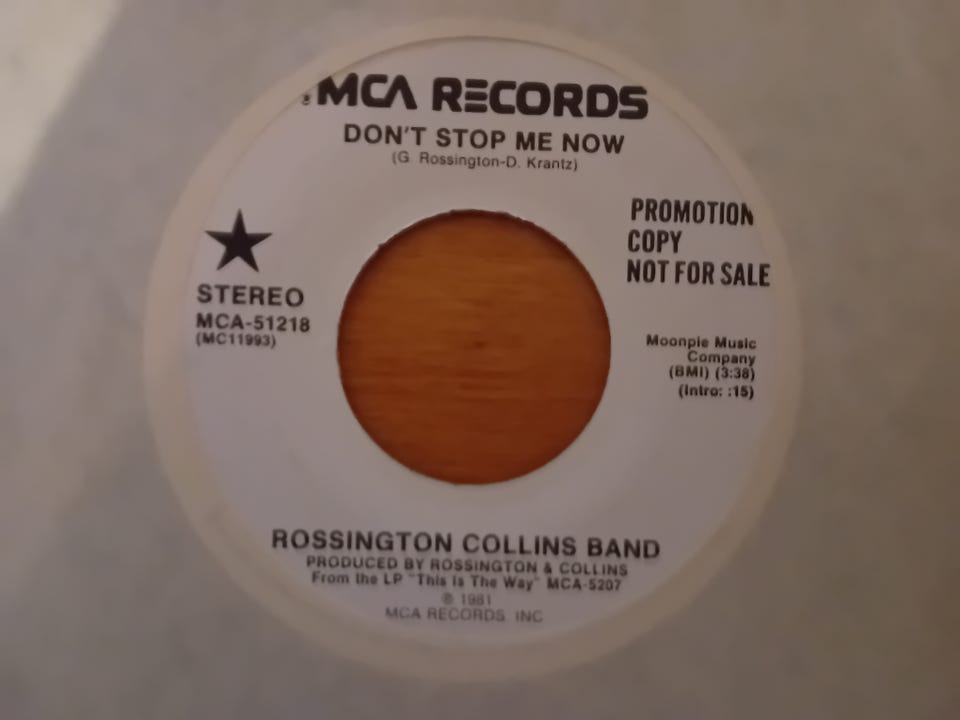 MCA RECORDS
DON'T STOP ME NOW
(G. Rossington-D. Krantz)
PROMOTION
COPY
NOT FOR SALE
STEREO
MCA-51218
(MC11993)
Moonpie Music
Company
(BMI) (3:38)
(Intro: :15)
ROSSINGTON COLLINS BAND
PRODUCED BY ROSSINGTON & COLLINS
From the LP "This Is The Way" MCA-5207
℗ 1981
MCA RECORDS, INC